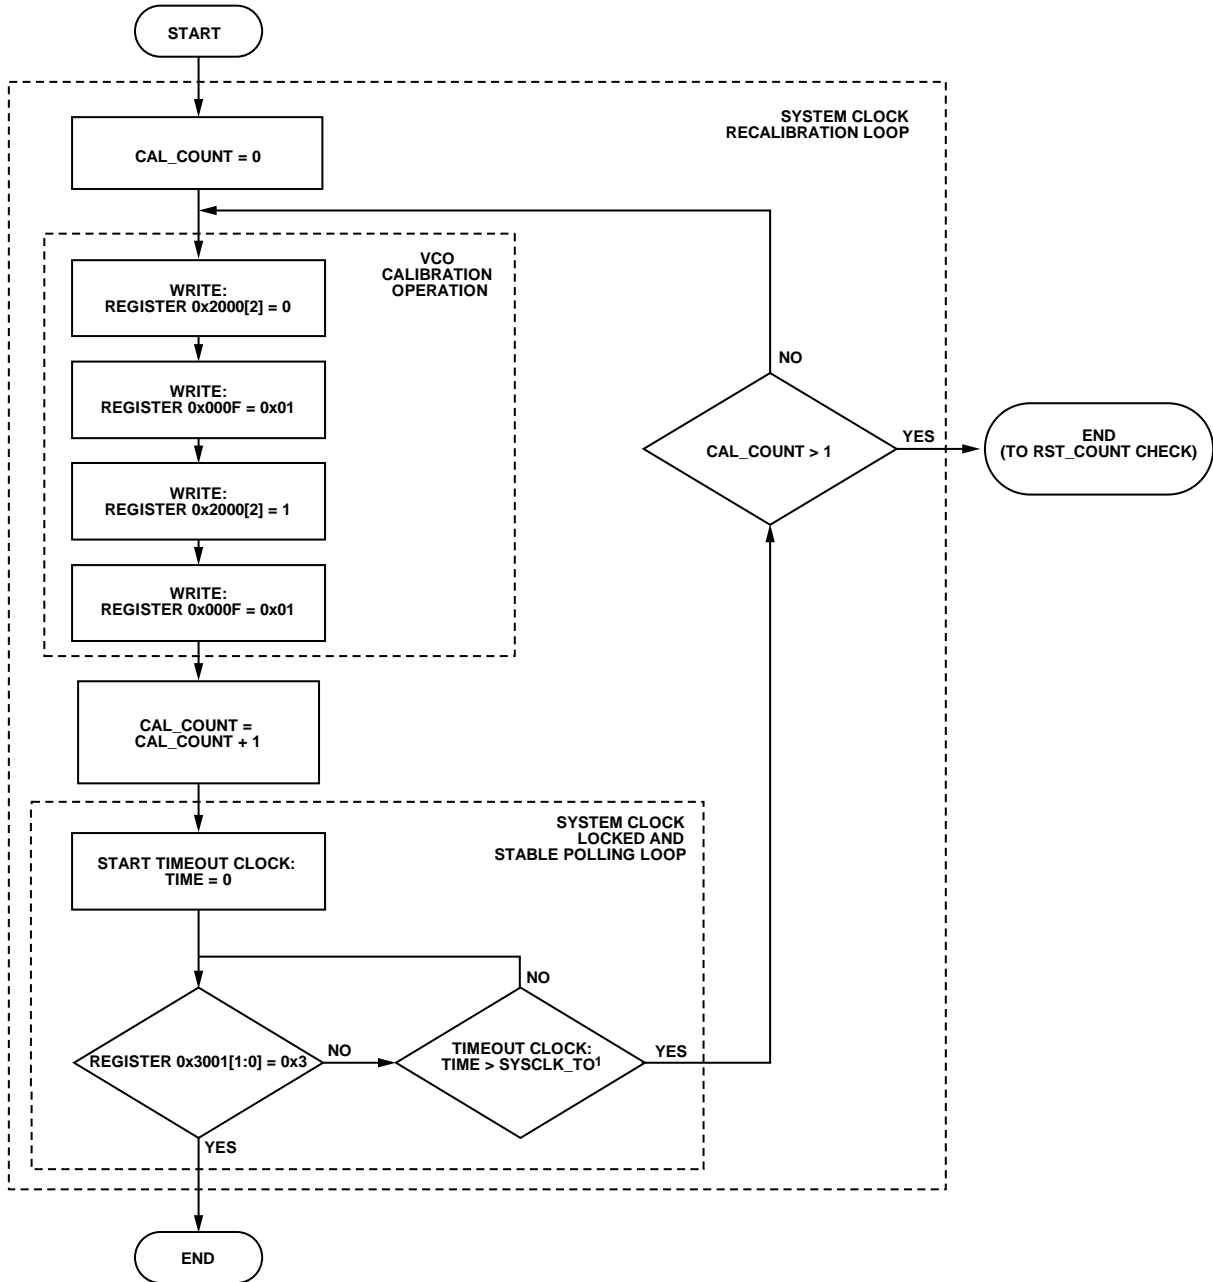 START
SYSTEM CLOCK
RECALIBRATION LOOP
CAL_COUNT = 0
VCO
CALIBRATION
OPERATION
WRITE:
REGISTER 0x2000[2] = 0
WRITE:
REGISTER 0x000F = 0x01
NO
CAL_COUNT > 1
YES
END
(TO RST_COUNT CHECK)
WRITE:
REGISTER 0x2000[2] = 1
WRITE:
REGISTER 0x000F = 0x01
CAL_COUNT =
CAL_COUNT + 1
SYSTEM CLOCK
LOCKED AND
STABLE POLLING LOOP
START TIMEOUT CLOCK:
TIME = 0
NO
REGISTER 0x3001[1:0] = 0x3
NO
TIMEOUT CLOCK:
TIME > SYSCLK_TO¹
YES
YES
END